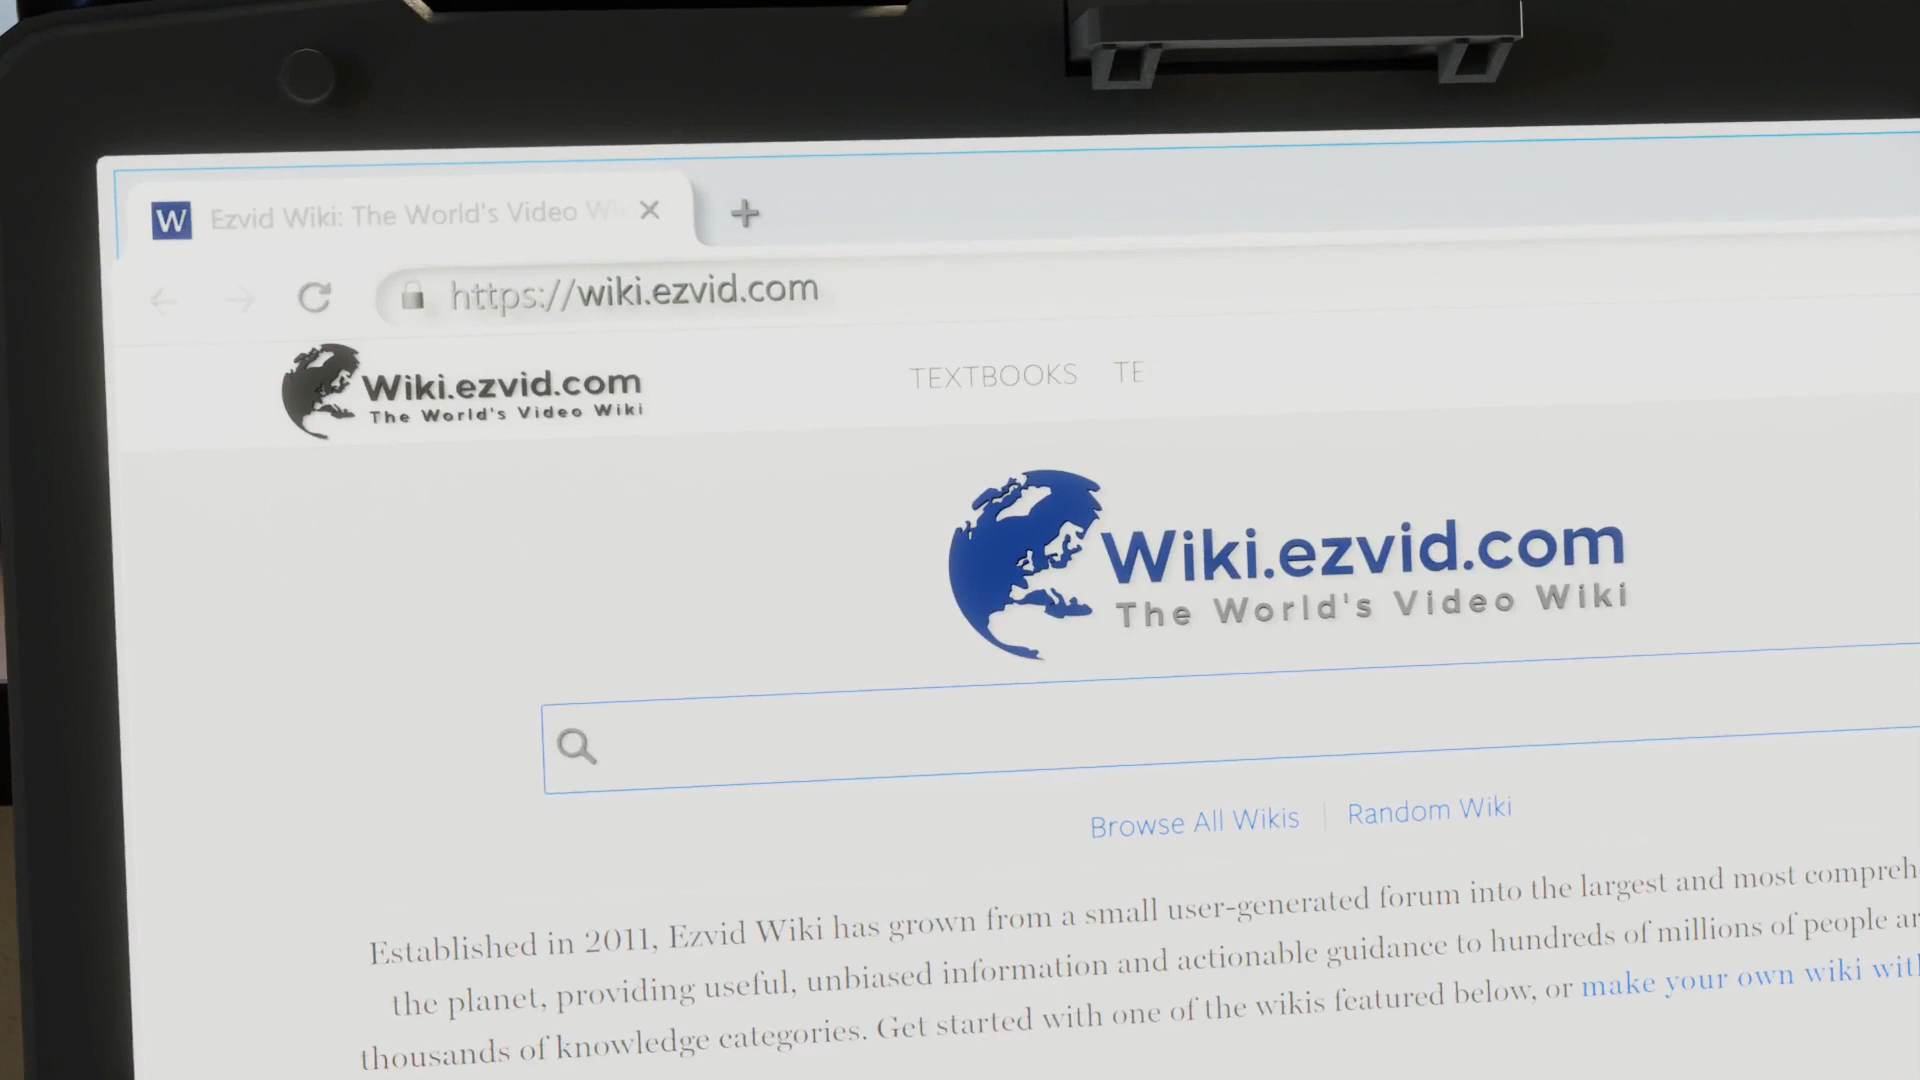 W Ezvid Wiki: The World's Video
https://wiki.ezvid.com
Wiki.ezvid.com
The World's Video Wiki
TEXTBOOKS TE
Wiki.ezvid.com
The World's Video Wiki
Browse All Wikis | Random Wiki
Established in 2011, Ezvid Wiki has grown from a small user-generated forum into the largest and most compreh
the planet, providing useful, unbiased information and actionable guidance to hundreds of millions of people ar
thousands of knowledge categories. Get started with one of the wikis featured below, or make your own wiki with